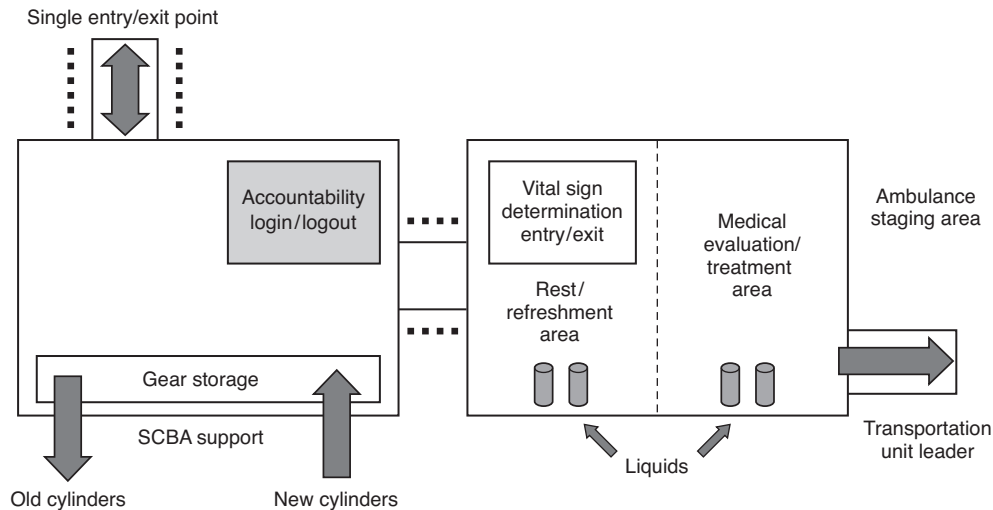 Single entry/exit point
Accountability
login/logout
Gear storage
SCBA support
Old cylinders
New cylinders
Vital sign
determination
entry/exit
Rest/
refreshment
area
Medical
evaluation/
treatment
area
Liquids
Ambulance
staging area
Transportation
unit leader